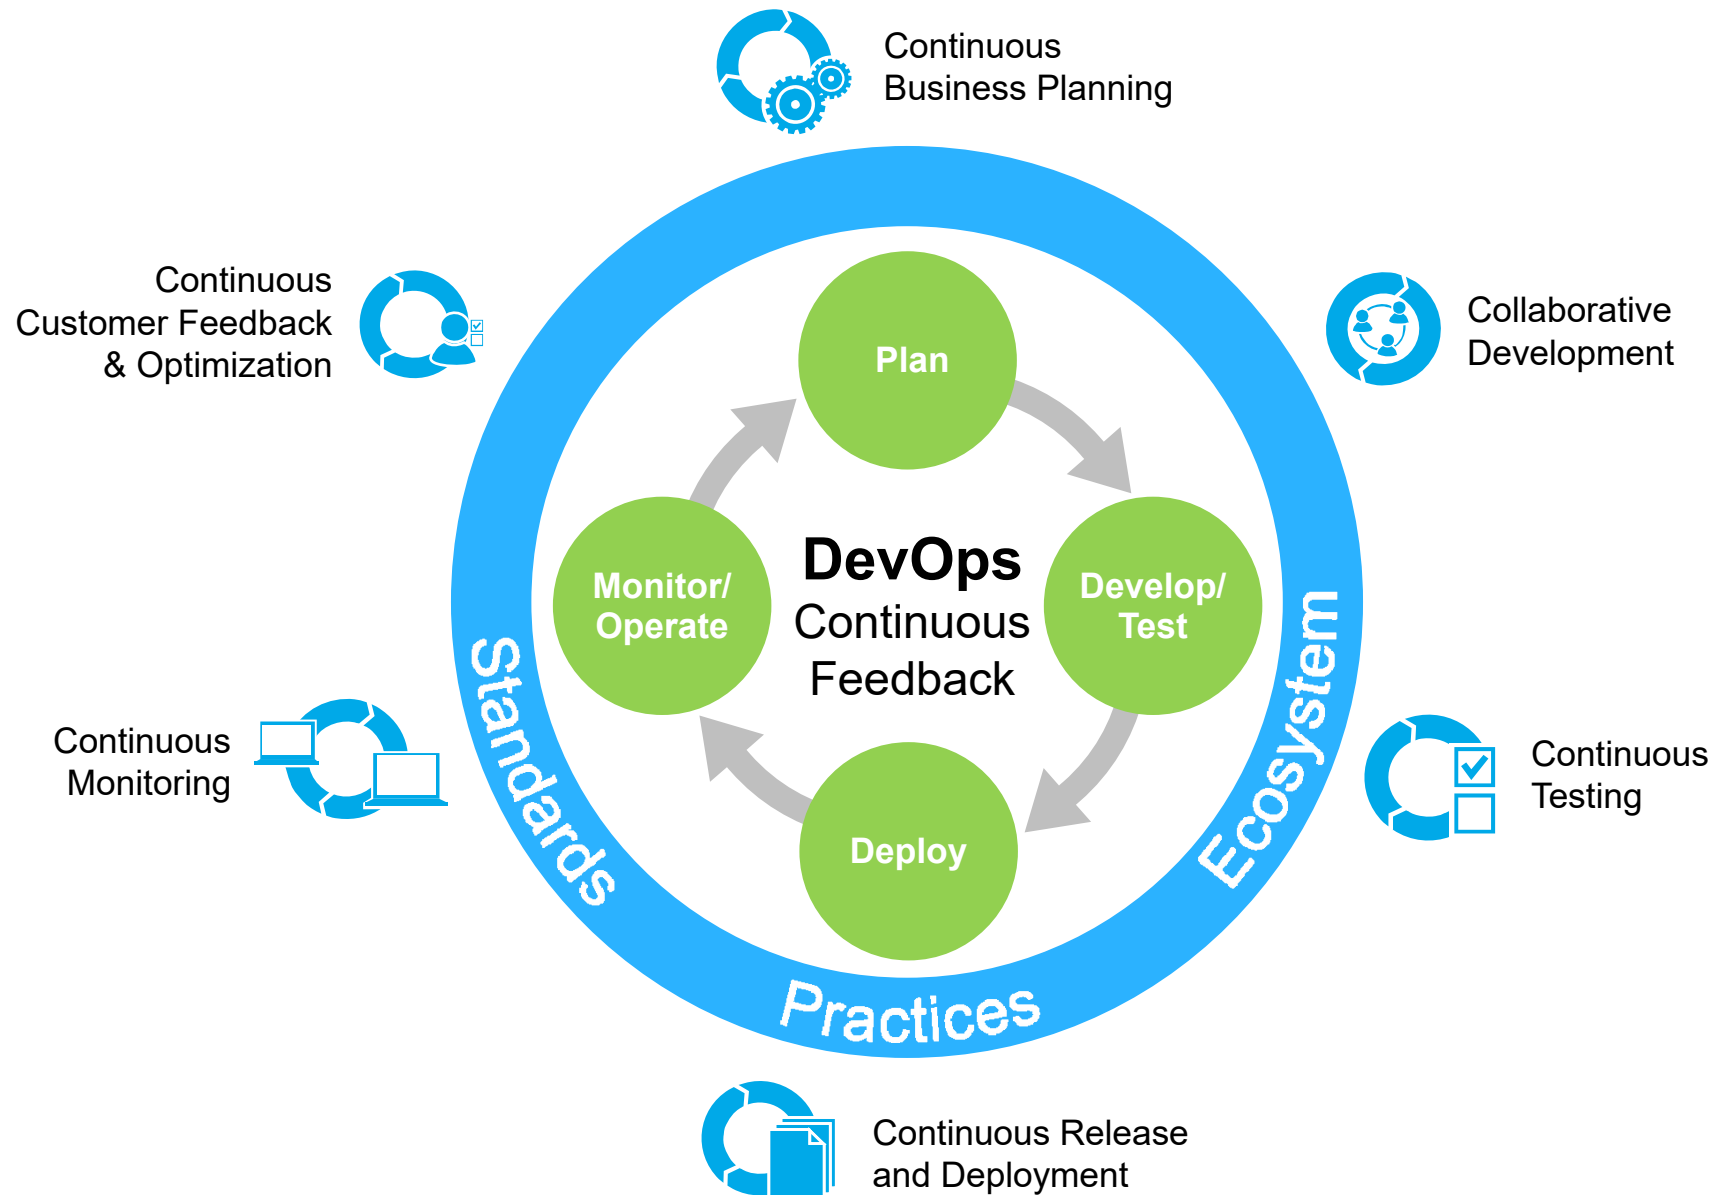 Continuous
Business Planning
Continuous
Customer Feedback
& Optimization
Collaborative
Development
Plan
DevOps
Continuous
Feedback
Monitor/
Operate
Develop/
Test
Deploy
Standards
Practices
Ecosystem
Continuous
Monitoring
Continuous
Testing
Continuous Release
and Deployment